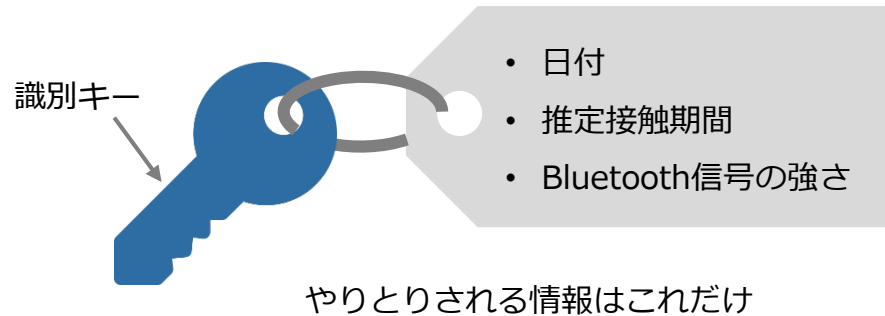 識別キー
• 日付
• 推定接触期間
• Bluetooth信号の強さ
やりとりされる情報はこれだけ